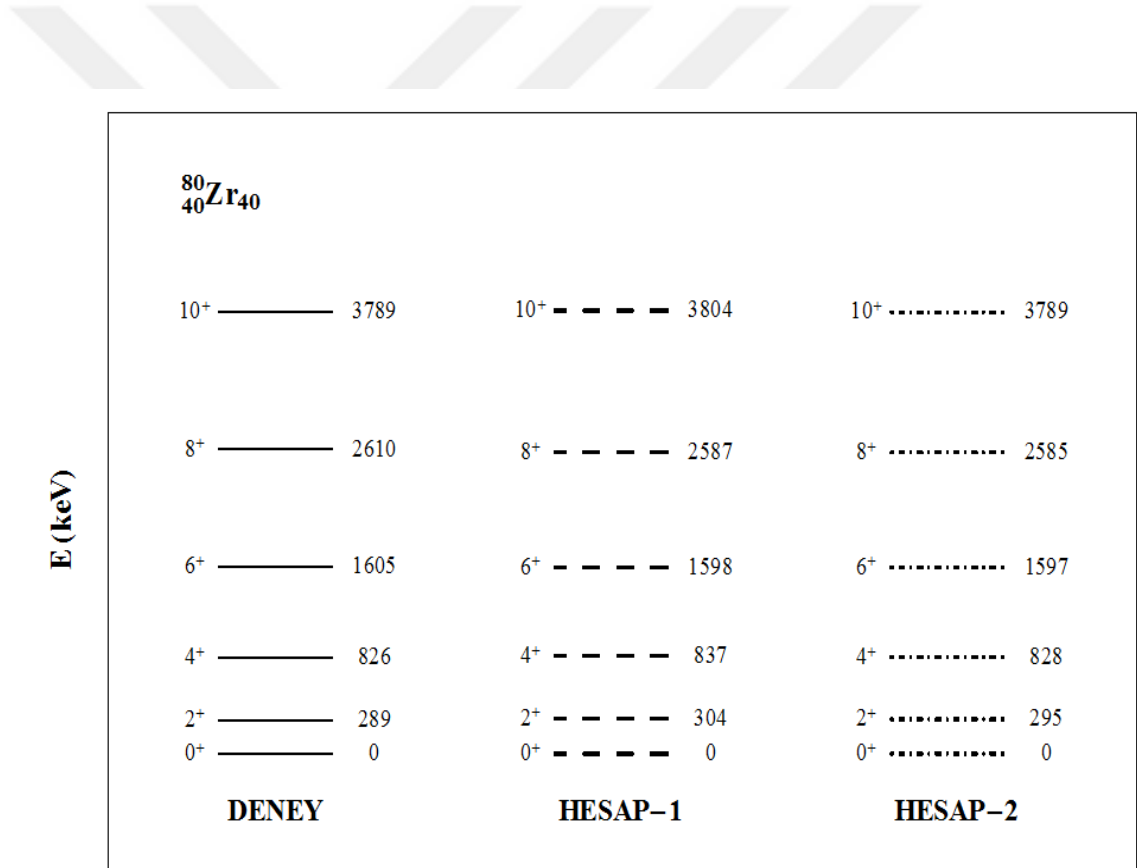 ⁸⁰₄₀Zr₄₀
10⁺ 3789 10⁺ 3804 10⁺ 3789
8⁺ 2610 8⁺ 2587 8⁺ 2585
6⁺ 1605 6⁺ 1598 6⁺ 1597
4⁺ 826 4⁺ 837 4⁺ 828
2⁺ 289 2⁺ 304 2⁺ 295
0⁺ 0 0⁺ 0 0⁺ 0
DENEY HESAP−1 HESAP−2
E (keV)